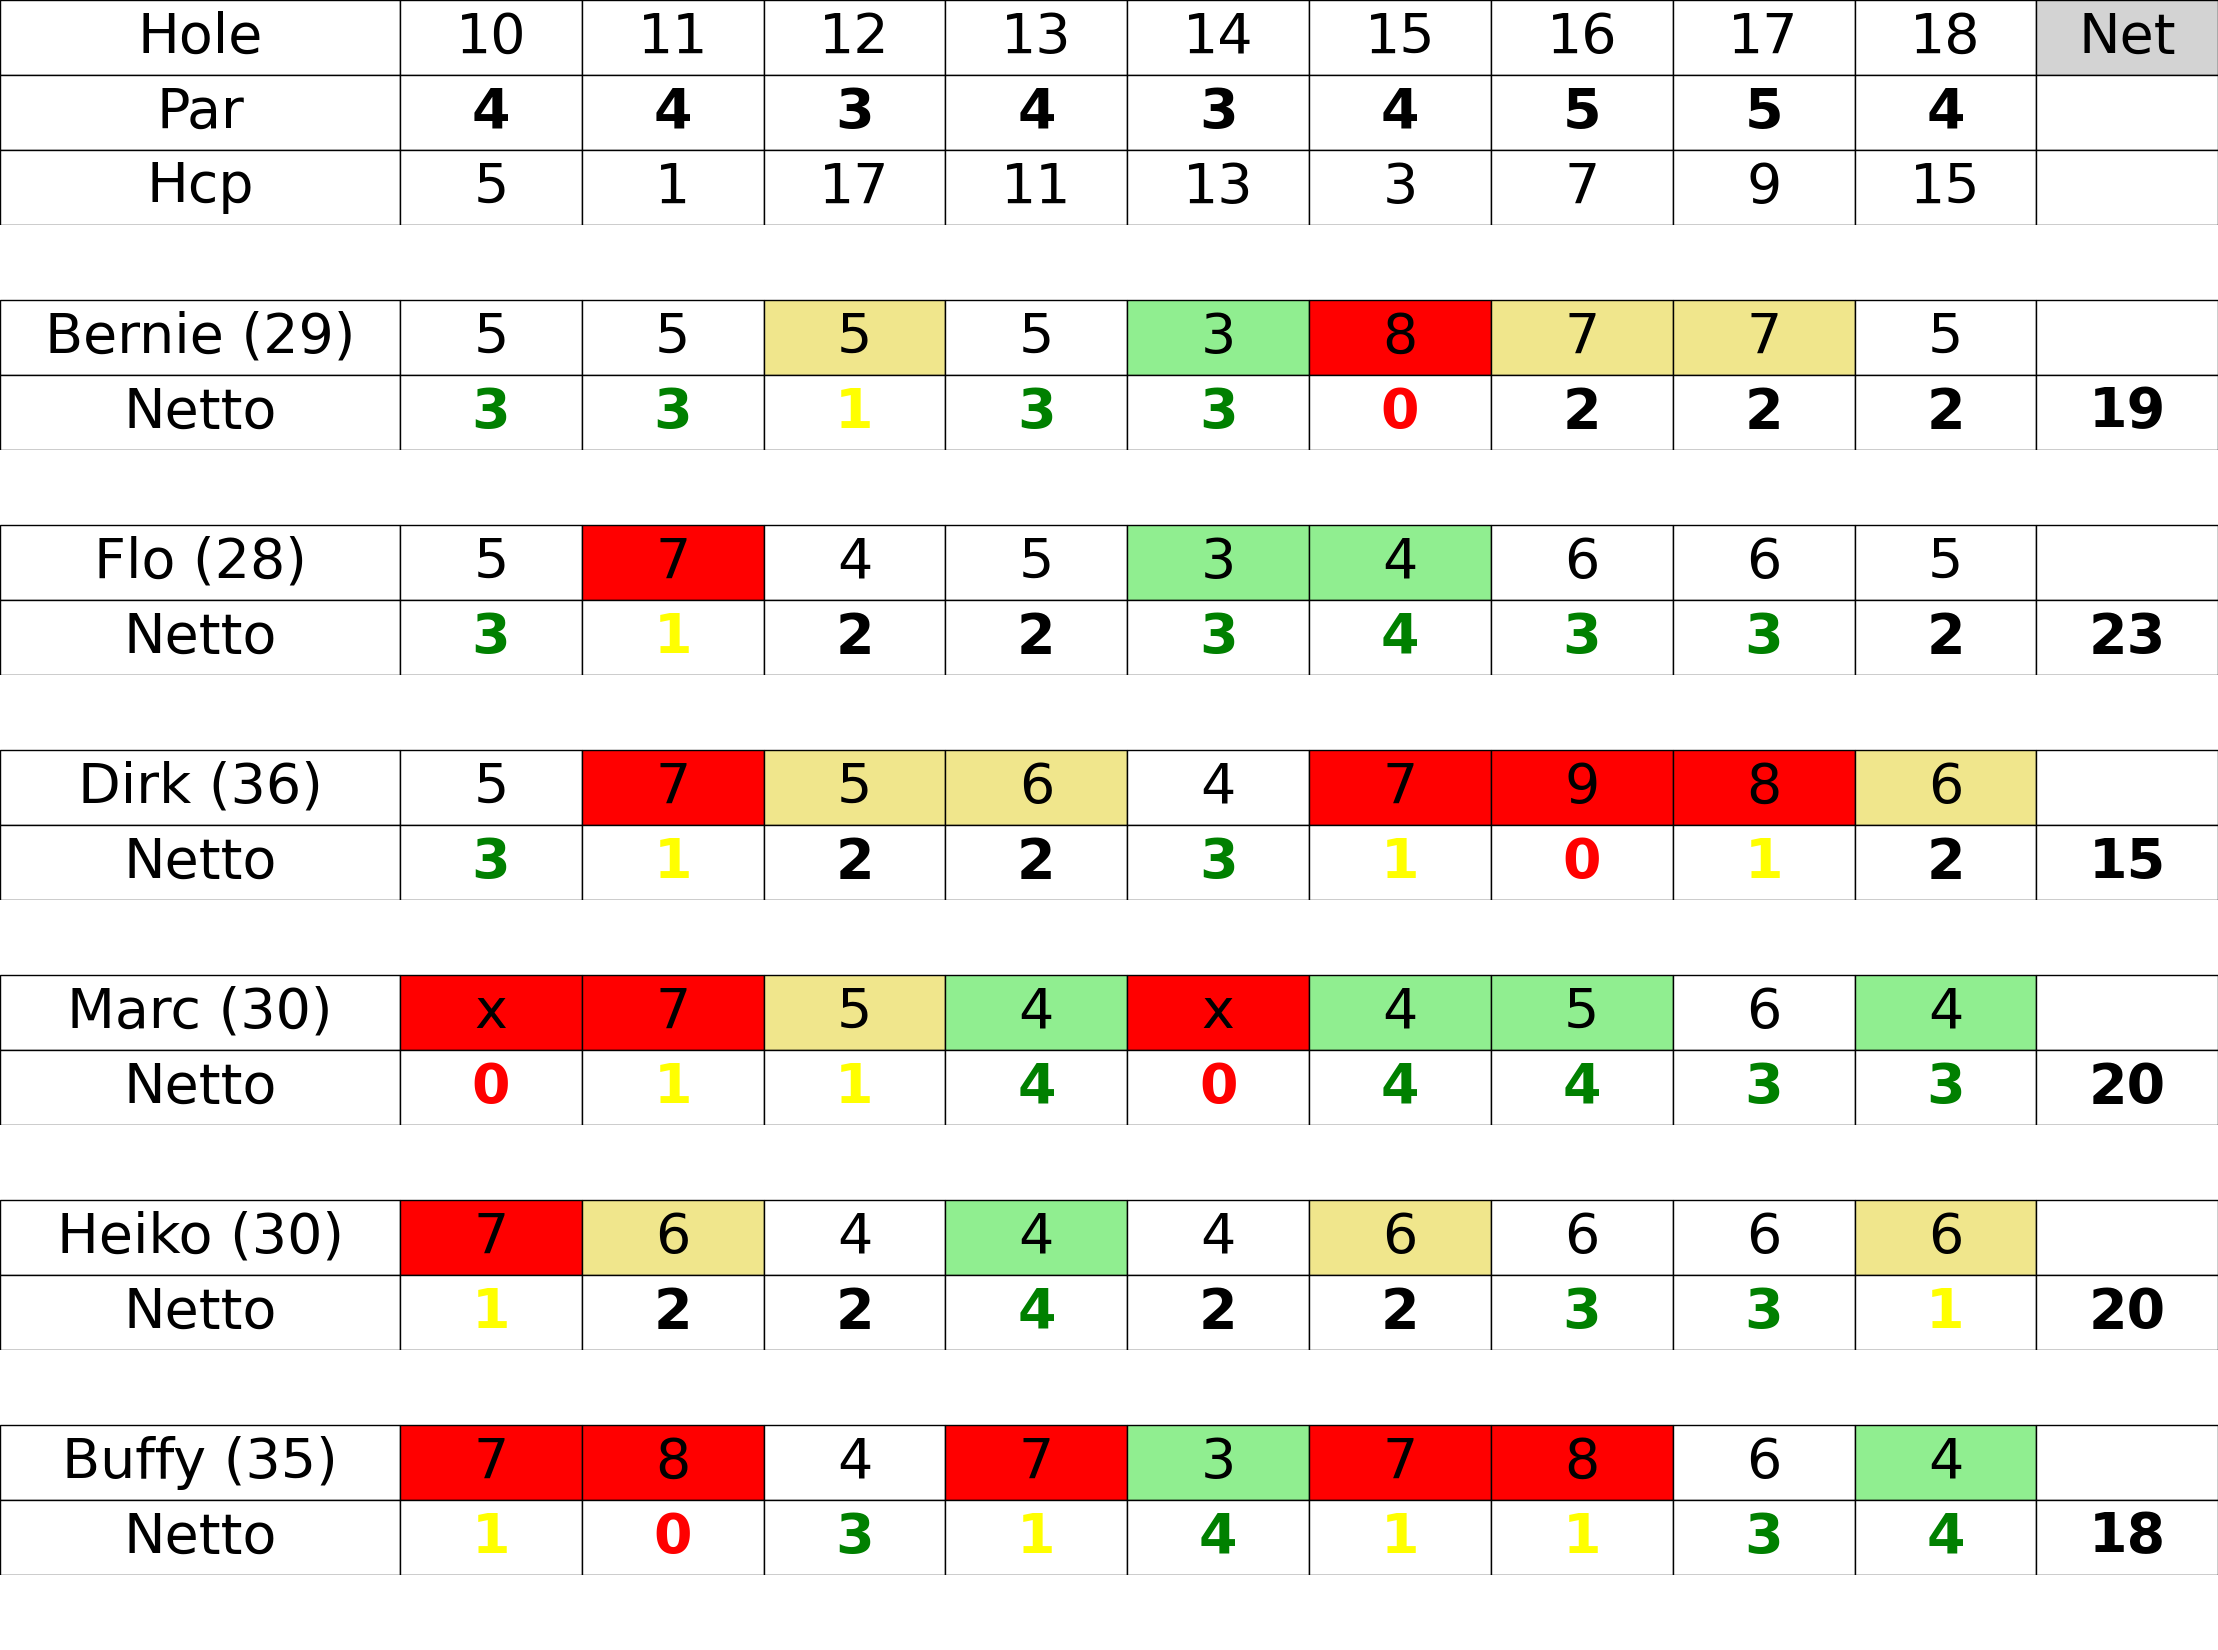 Hole 10 11 12 13 14 15 16 17 18 Net
Par 4 4 3 4 3 4 5 5 4
Hcp 5 1 17 11 13 3 7 9 15
Bernie (29) 5 5 5 5 3 8 7 7 5
Netto 3 3 1 3 3 0 2 2 2 19
Flo (28) 5 7 4 5 3 4 6 6 5
Netto 3 1 2 2 3 4 3 3 2 23
Dirk (36) 5 7 5 6 4 7 9 8 6
Netto 3 1 2 2 3 1 0 1 2 15
Marc (30) x 7 5 4 x 4 5 6 4
Netto 0 1 1 4 0 4 4 3 3 20
Heiko (30) 7 6 4 4 4 6 6 6 6
Netto 1 2 2 4 2 2 3 3 1 20
Buffy (35) 7 8 4 7 3 7 8 6 4
Netto 1 0 3 1 4 1 1 3 4 18